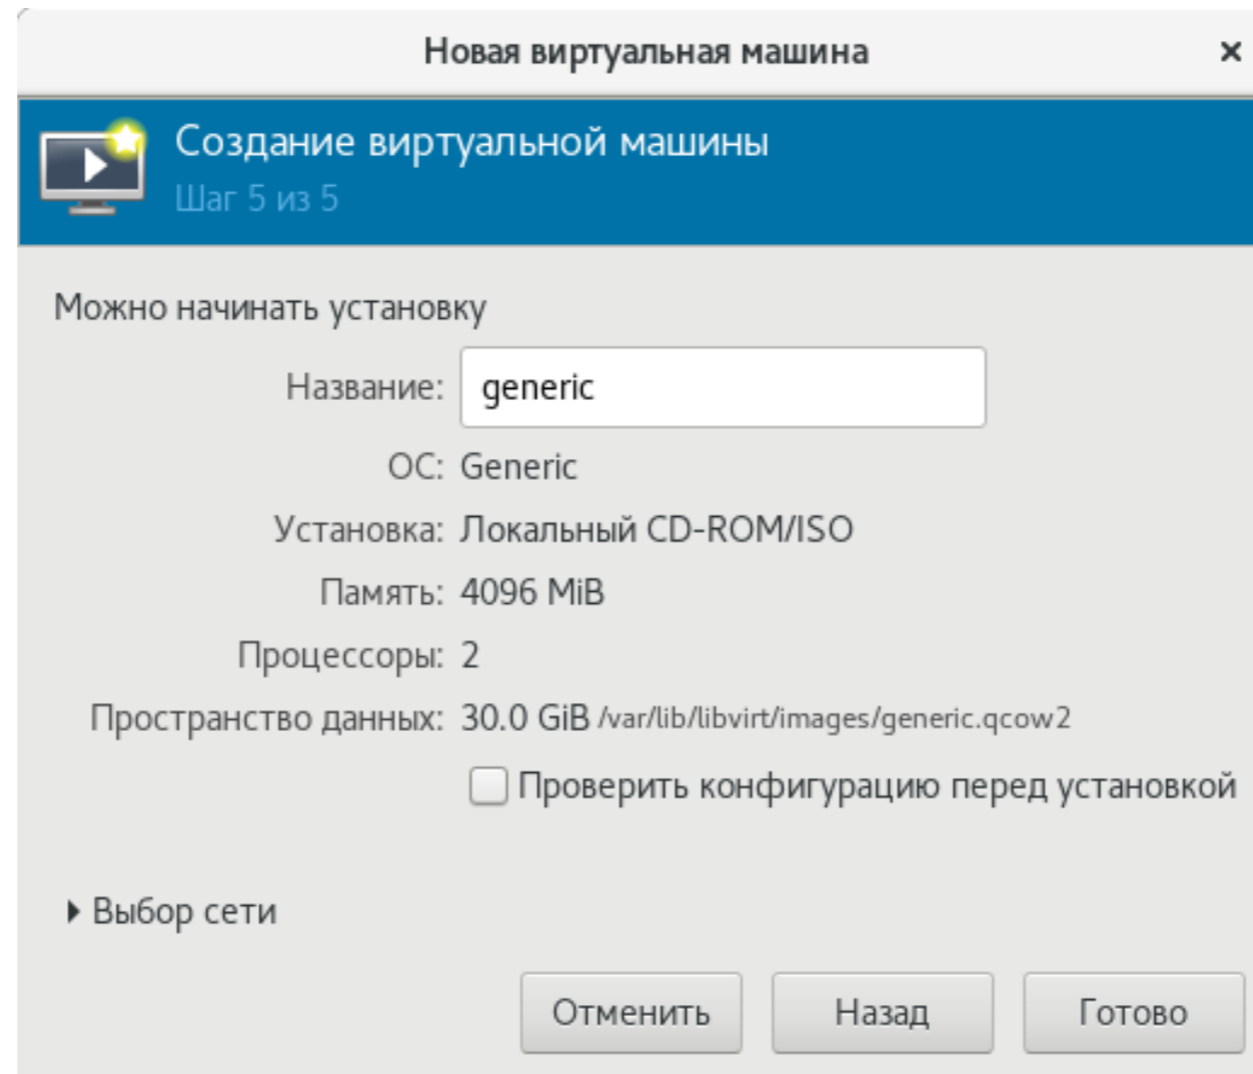 Новая виртуальная машина
Создание виртуальной машины
Шаг 5 из 5
Можно начинать установку
Название: generic
ОС: Generic
Установка: Локальный CD-ROM/ISO
Память: 4096 MiB
Процессоры: 2
Пространство данных: 30.0 GiB /var/lib/libvirt/images/generic.qcow2
Проверить конфигурацию перед установкой
Выбор сети
Отменить Назад Готово